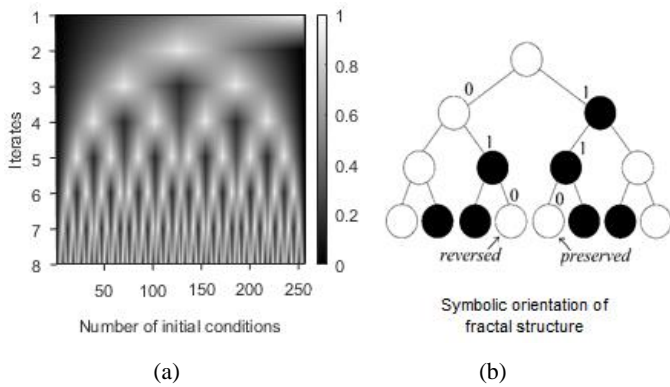 1
2
3
4
5
6
7
8
Iterates
50 100 150 200 250
Number of initial conditions
1
0.8
0.6
0.4
0.2
0
(a)
0 1
1 1
0 0
reversed preserved
Symbolic orientation of
fractal structure
(b)